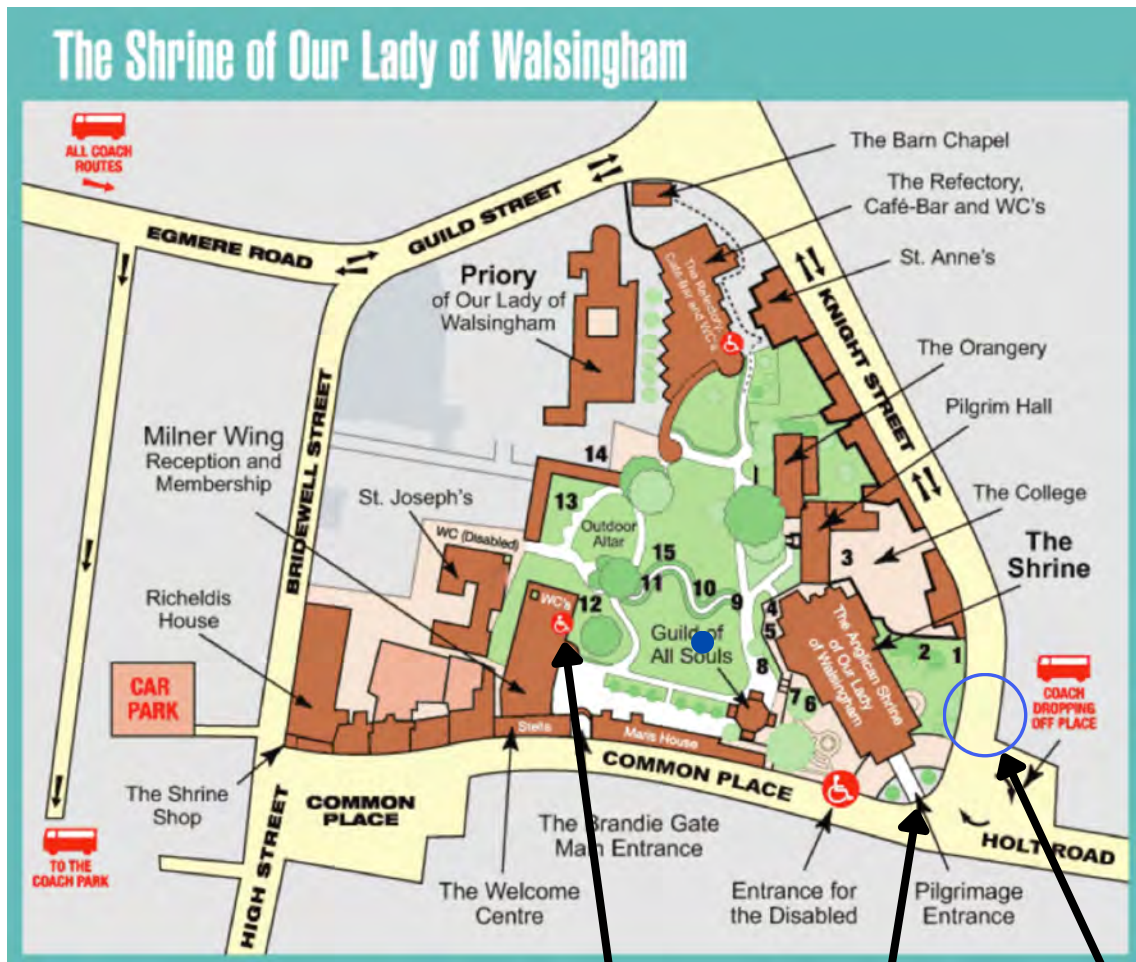 The Shrine of Our Lady of Walsingham
ALL COACH
ROUTES
EGMERE ROAD
GUILD STREET
The Barn Chapel
The Refectory,
Café-Bar and WC's
St. Anne's
KNIGHT STREET
Priory
of Our Lady of
Walsingham
The Refectory,
Café-Bar and WC's
The Orangery
Pilgrim Hall
The College
The
Shrine
Milner Wing
Reception and
Membership
St. Joseph's
BRIDEWELL STREET
WC (Disabled)
14
13
Outdoor
Altar
15
11
10
12
9
3
4
5
WC's
Guild of
All Souls
8
7
6
2
1
The Anglican Shrine
of Our Lady
of Walsingham
Richeldis
House
CAR
PARK
COACH
DROPPING
OFF PLACE
Stella
Maris House
COMMON PLACE
The Shrine
Shop
COMMON
PLACE
HIGH STREET
The Brandie Gate
Main Entrance
HOLT ROAD
TO THE
COACH PARK
The Welcome
Centre
Entrance for
the Disabled
Pilgrimage
Entrance